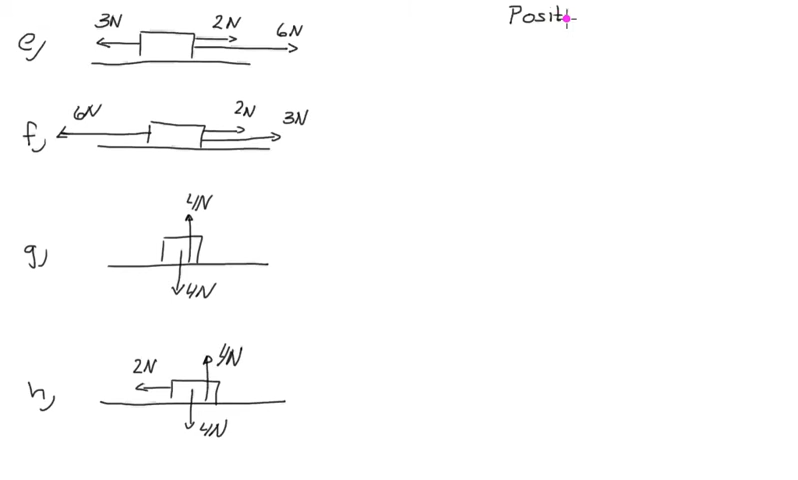 Posit
3N 2N 6N
e)
6N 2N 3N
f)
4N
g)
4N
4N
2N
h)
4N